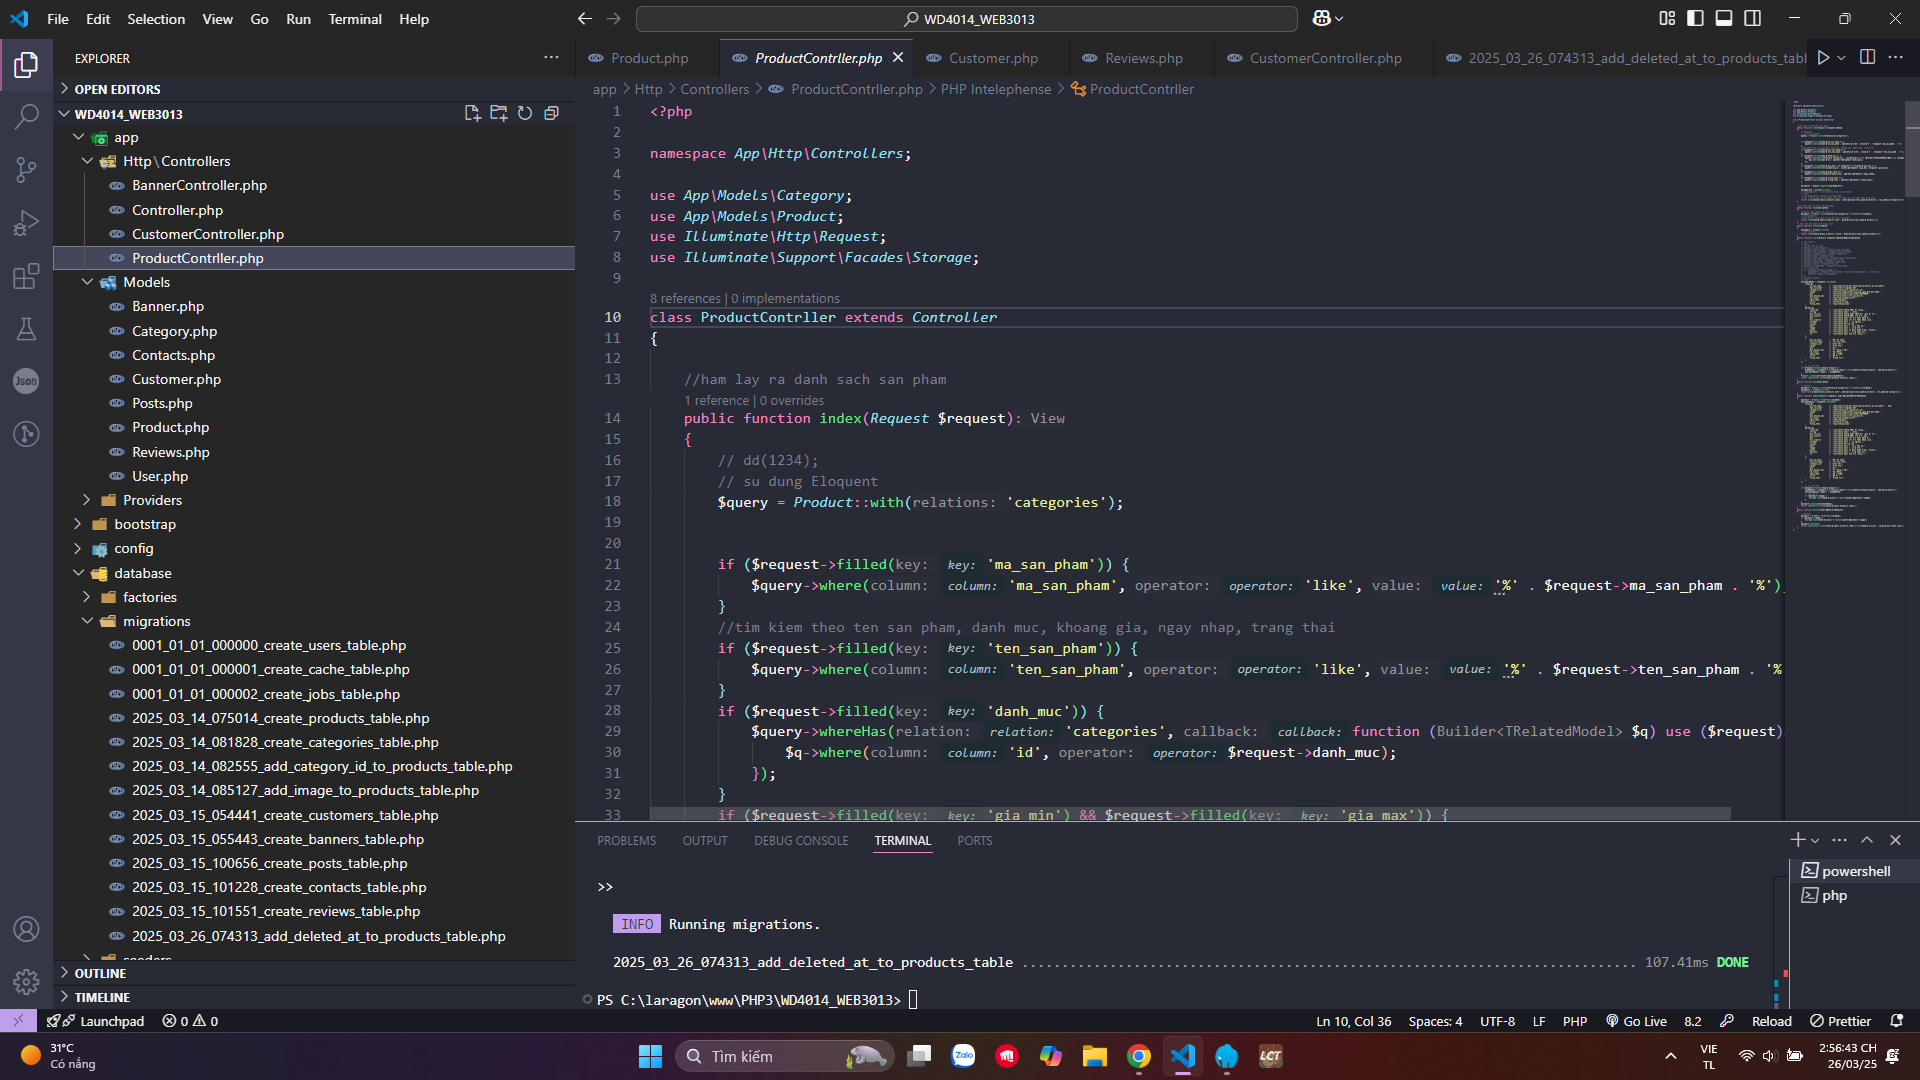 File Edit Selection View Go Run Terminal Help
WD4014_WEB3013
EXPLORER
Product.php
ProductContrller.php
Customer.php
Reviews.php
CustomerController.php
2025_03_26_074313_add_deleted_at_to_products_tabl
OPEN EDITORS
WD4014_WEB3013
app
Http\Controllers
BannerController.php
Controller.php
CustomerController.php
ProductContrller.php
Models
Banner.php
Category.php
Contacts.php
Customer.php
Posts.php
Product.php
Reviews.php
User.php
Providers
bootstrap
config
database
factories
migrations
0001_01_01_000000_create_users_table.php
0001_01_01_000001_create_cache_table.php
0001_01_01_000002_create_jobs_table.php
2025_03_14_075014_create_products_table.php
2025_03_14_081828_create_categories_table.php
2025_03_14_082555_add_category_id_to_products_table.php
2025_03_14_085127_add_image_to_products_table.php
2025_03_15_054441_create_customers_table.php
2025_03_15_055443_create_banners_table.php
2025_03_15_100656_create_posts_table.php
2025_03_15_101228_create_contacts_table.php
2025_03_15_101551_create_reviews_table.php
2025_03_26_074313_add_deleted_at_to_products_table.php
seeders
OUTLINE
TIMELINE
app > Http > Controllers > ProductContrller.php > PHP Intelephense > ProductContrller
1 <?php
2
3 namespace App\Http\Controllers;
4
5 use App\Models\Category;
6 use App\Models\Product;
7 use Illuminate\Http\Request;
8 use Illuminate\Support\Facades\Storage;
9
8 references | 0 implementations
10 class ProductContrller extends Controller
11 {
12
13 //ham lay ra danh sach san pham
1 reference | 0 overrides
14 public function index(Request $request): View
15 {
16 // dd(1234);
17 // su dung Eloquent
18 $query = Product::with(relations: 'categories');
19
20
21 if ($request->filled(key: key: 'ma_san_pham')) {
22 $query->where(column: column: 'ma_san_pham', operator: operator: 'like', value: value: '%' . $request->ma_san_pham . '%')
23 }
24 //tim kiem theo ten san pham, danh muc, khoang gia, ngay nhap, trang thai
25 if ($request->filled(key: key: 'ten_san_pham')) {
26 $query->where(column: column: 'ten_san_pham', operator: operator: 'like', value: value: '%' . $request->ten_san_pham . '%
27 }
28 if ($request->filled(key: key: 'danh_muc')) {
29 $query->whereHas(relation: relation: 'categories', callback: callback: function (Builder<TRelatedModel> $q) use ($request)
30 $q->where(column: column: 'id', operator: operator: $request->danh_muc);
31 });
32 }
33 if ($request->filled(key: key: 'gia_min') && $request->filled(key: key: 'gia_max')) {
PROBLEMS OUTPUT DEBUG CONSOLE TERMINAL PORTS
>>
INFO Running migrations.
2025_03_26_074313_add_deleted_at_to_products_table ........................................................................ 107.41ms DONE
PS C:\laragon\www\PHP3\WD4014_WEB3013>
powershell
php
Launchpad 0 0
Ln 10, Col 36 Spaces: 4 UTF-8 LF PHP Go Live 8.2 Reload Prettier
31°C
Có nắng
Tìm kiếm
Zalo
LCT
Json
VIE
TL
2:56:43 CH
26/03/25